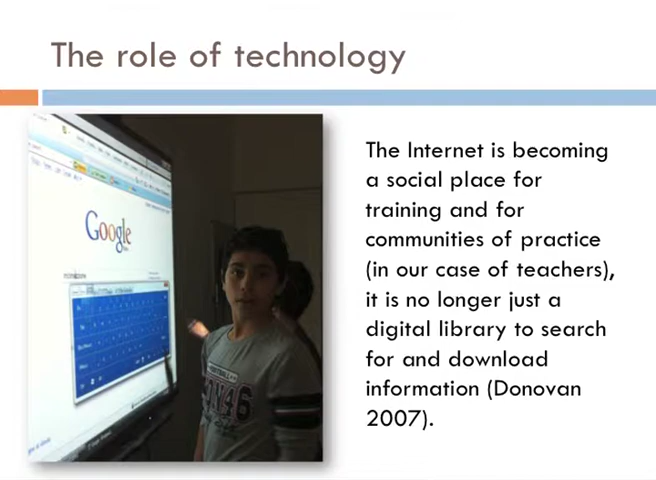 The role of technology
Google
The Internet is becoming
a social place for
training and for
communities of practice
(in our case of teachers),
it is no longer just a
digital library to search
for and download
information (Donovan
2007).